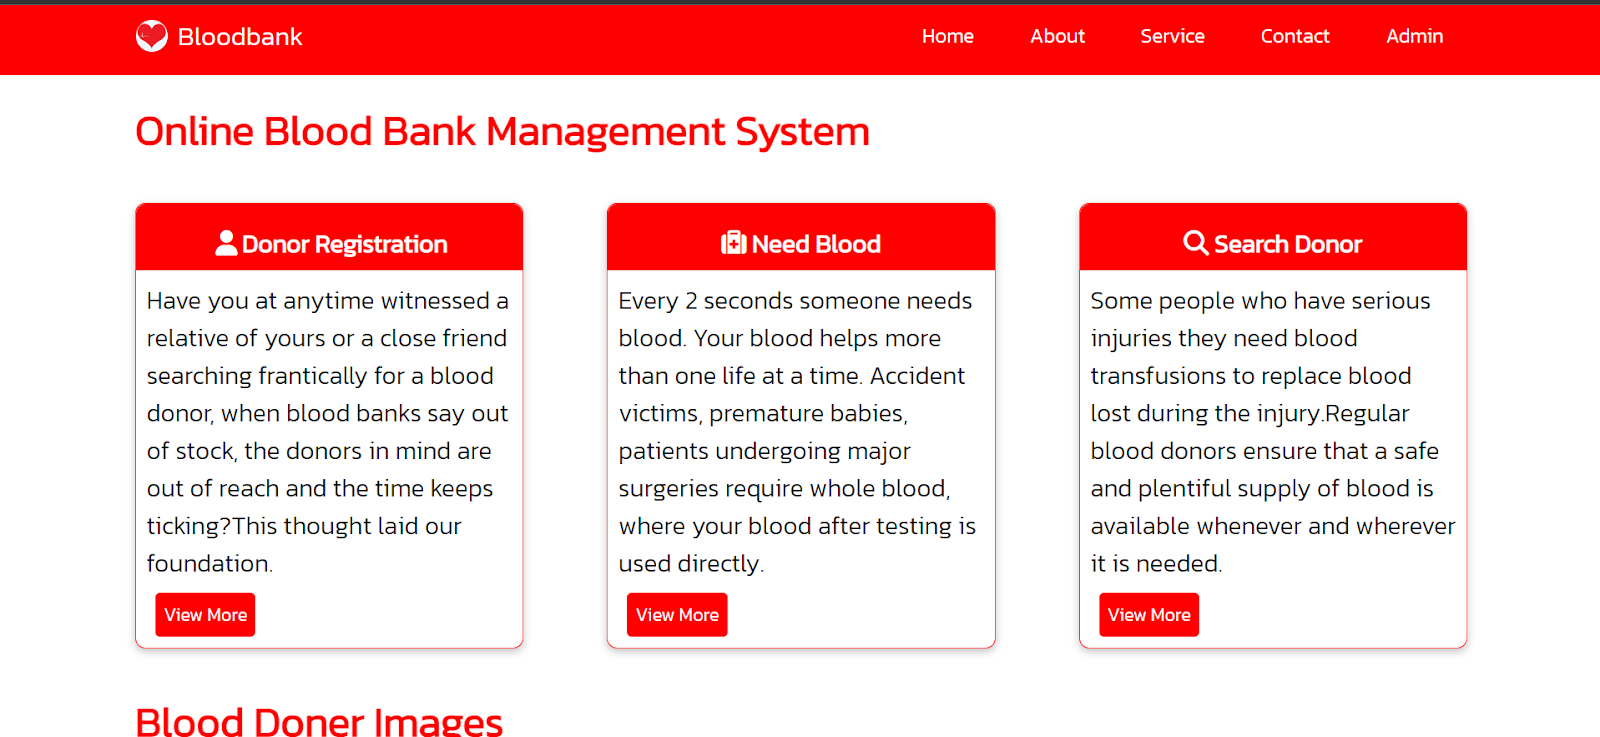 Bloodbank
Home About Service Contact Admin
Online Blood Bank Management System
Donor Registration
Have you at anytime witnessed a
relative of yours or a close friend
searching frantically for a blood
donor, when blood banks say out
of stock, the donors in mind are
out of reach and the time keeps
ticking?This thought laid our
foundation.
View More
Need Blood
Every 2 seconds someone needs
blood. Your blood helps more
than one life at a time. Accident
victims, premature babies,
patients undergoing major
surgeries require whole blood,
where your blood after testing is
used directly.
View More
Search Donor
Some people who have serious
injuries they need blood
transfusions to replace blood
lost during the injury.Regular
blood donors ensure that a safe
and plentiful supply of blood is
available whenever and wherever
it is needed.
View More
Blood Doner Images